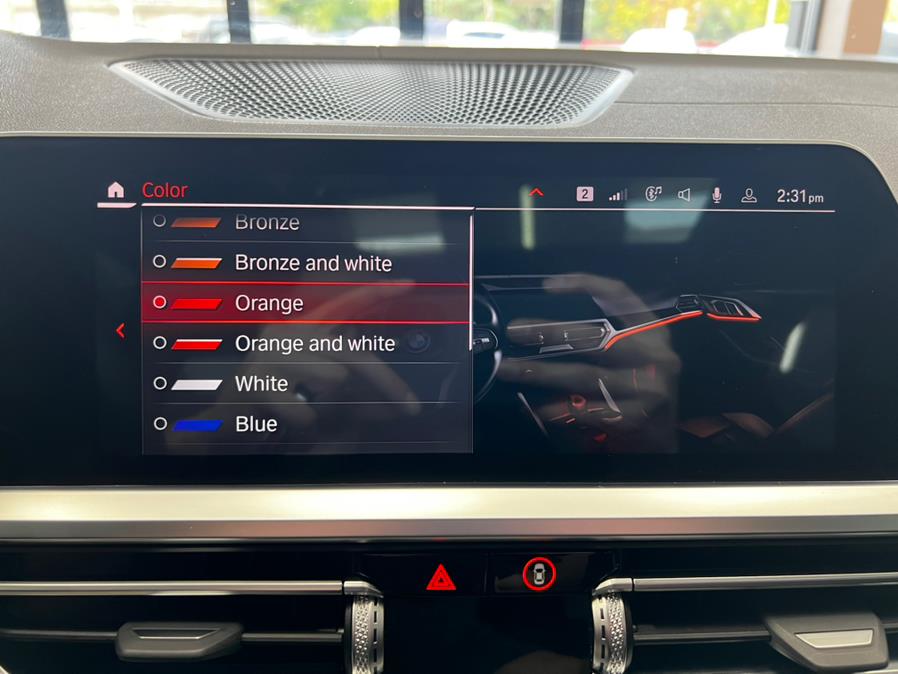 Color
2
2:31pm
Bronze
Bronze and white
Orange
Orange and white
White
Blue